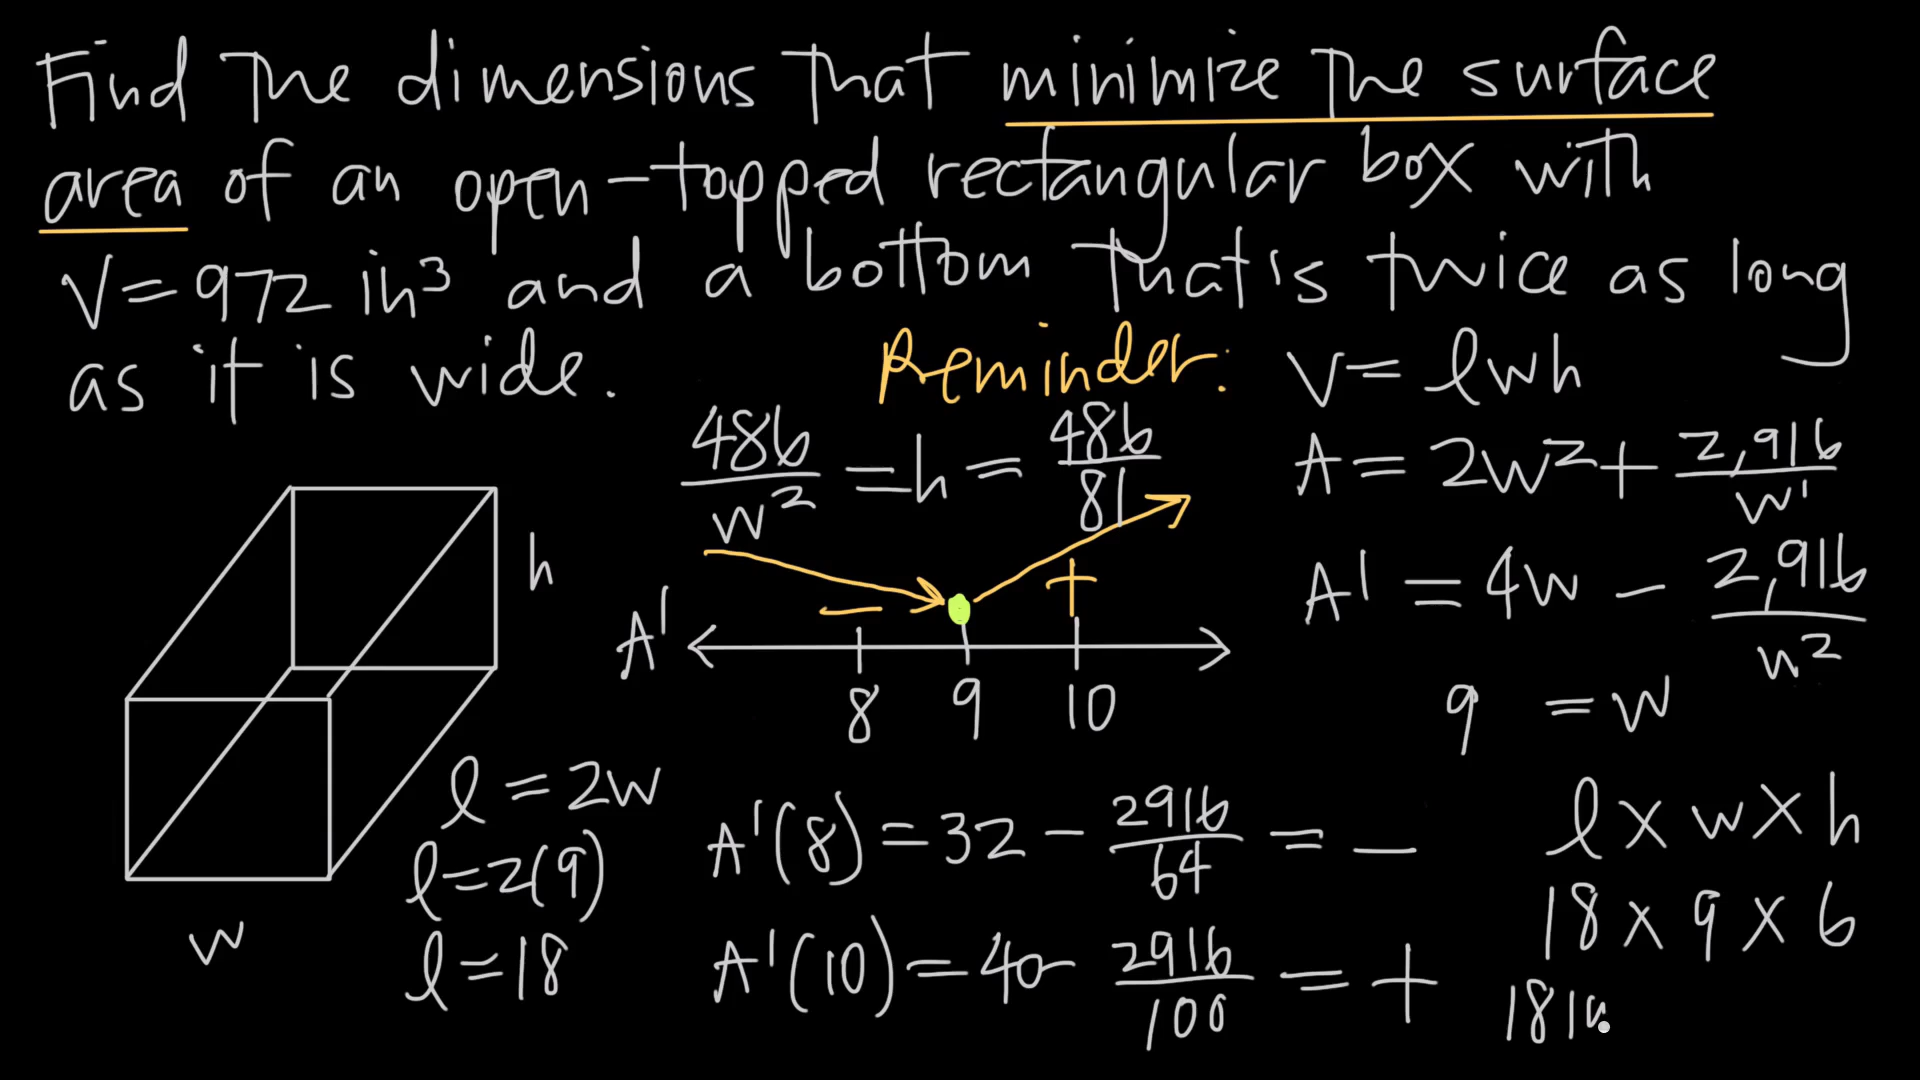 Find the dimensions that minimize the surface
area of an open-topped rectangular box with
V=972 in³ and a bottom that's twice as long
as it is wide.
Reminder: V = lwh
486/w² = h = 486/81
A = 2w² + 2,916/w¹
A' = 4w − 2,916/w²
9 = w
h
w
A'
− +
8 9 10
l = 2w
l = 2(9)
l = 18
A'(8) = 32 − 2916/64 = −
A'(10) = 40 − 2916/100 = +
l x w x h
18 x 9 x 6
18in